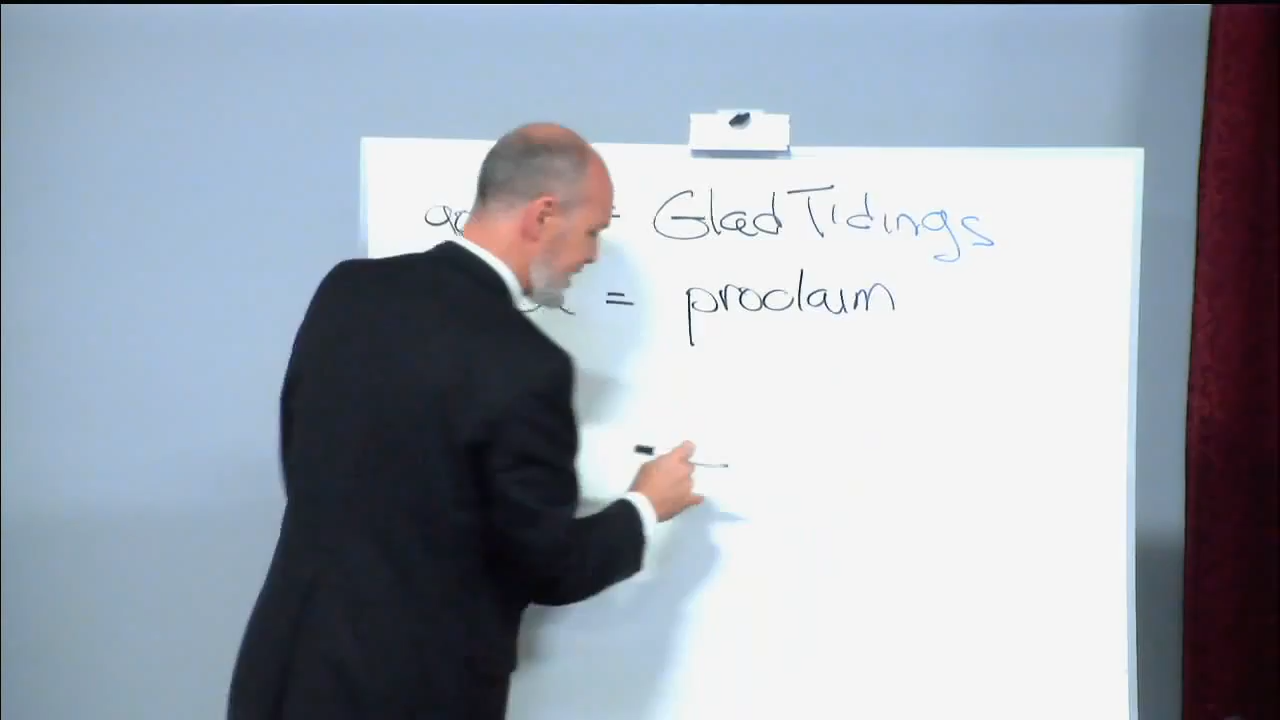 = Glad Tidings
= proclaim